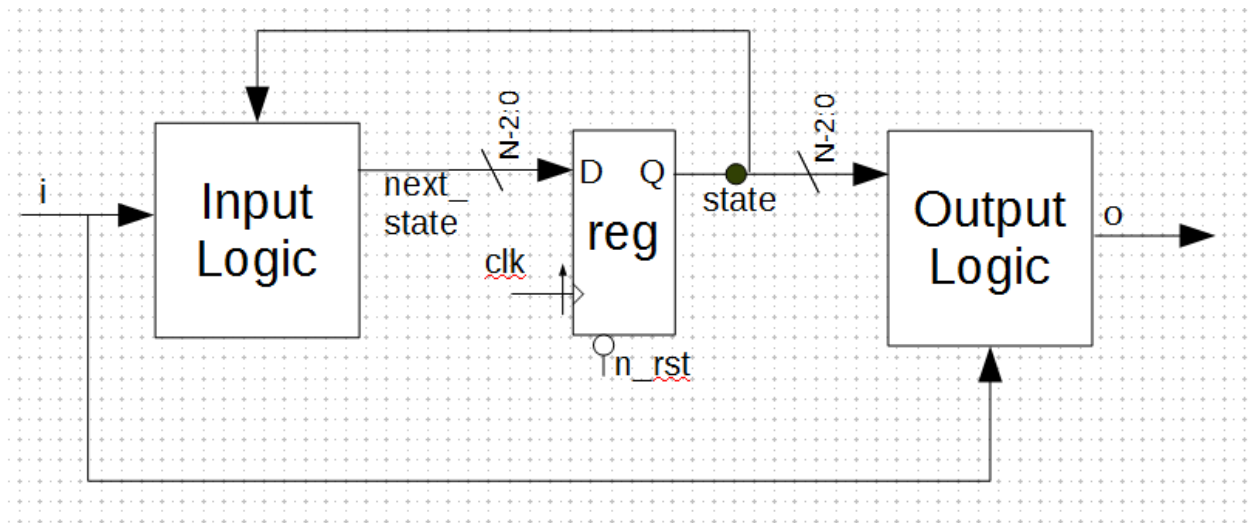 i
Input
Logic
next_
state
N-2:0
D
Q
reg
clk
n_rst
state
N-2:0
Output
Logic
o